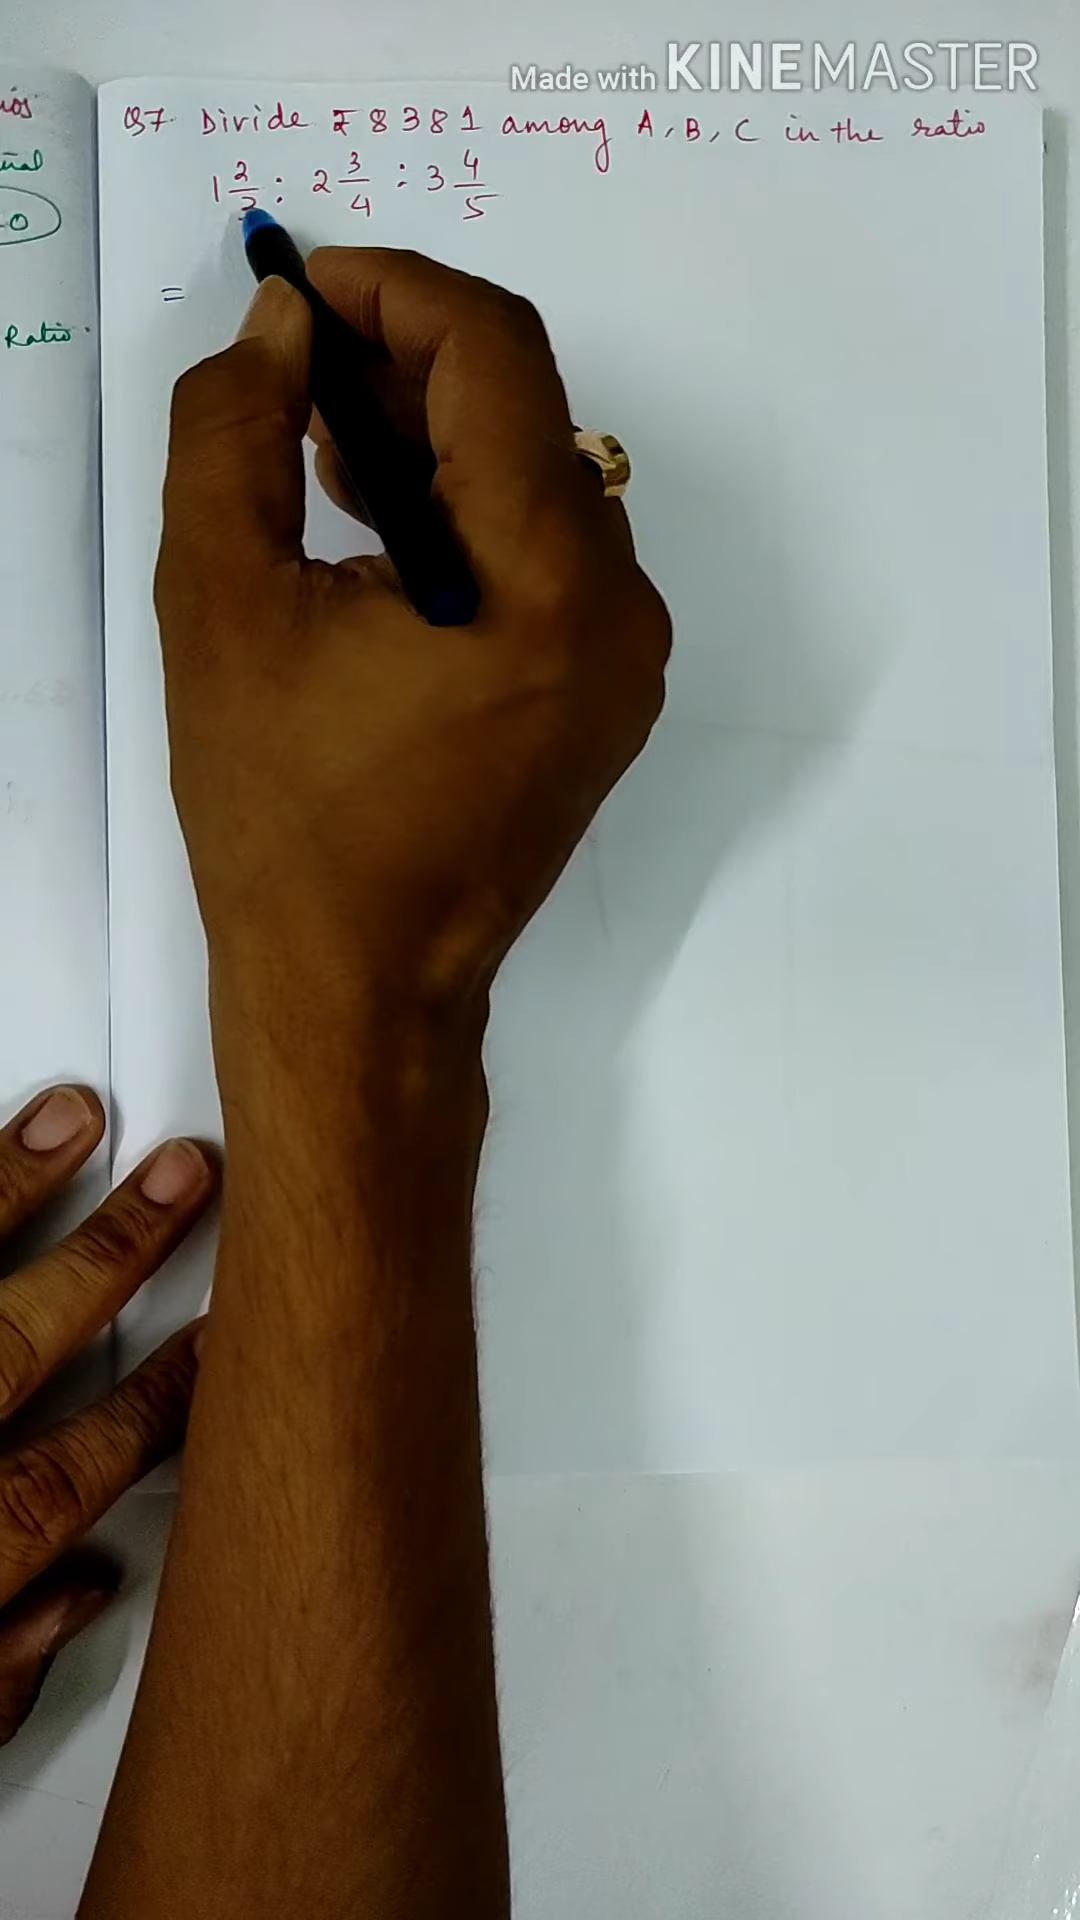 Made with KINEMASTER
Q7. Divide ₹ 8381 among A, B, C in the ratio
1 2/3 : 2 3/4 : 3 4/5
=
Ratio.